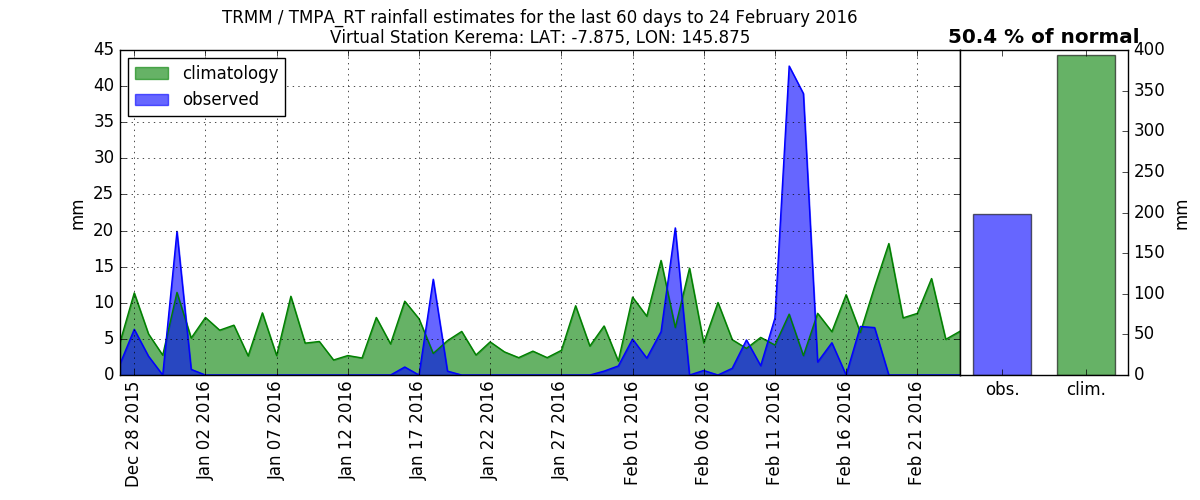 TRMM / TMPA_RT rainfall estimates for the last 60 days to 24 February 2016
Virtual Station Kerema: LAT: -7.875, LON: 145.875
50.4 % of normal
climatology
observed
45
40
35
30
25
20
15
10
5
0
mm
Dec 28 2015
Jan 02 2016
Jan 07 2016
Jan 12 2016
Jan 17 2016
Jan 22 2016
Jan 27 2016
Feb 01 2016
Feb 06 2016
Feb 11 2016
Feb 16 2016
Feb 21 2016
400
350
300
250
200
150
100
50
0
mm
obs.
clim.